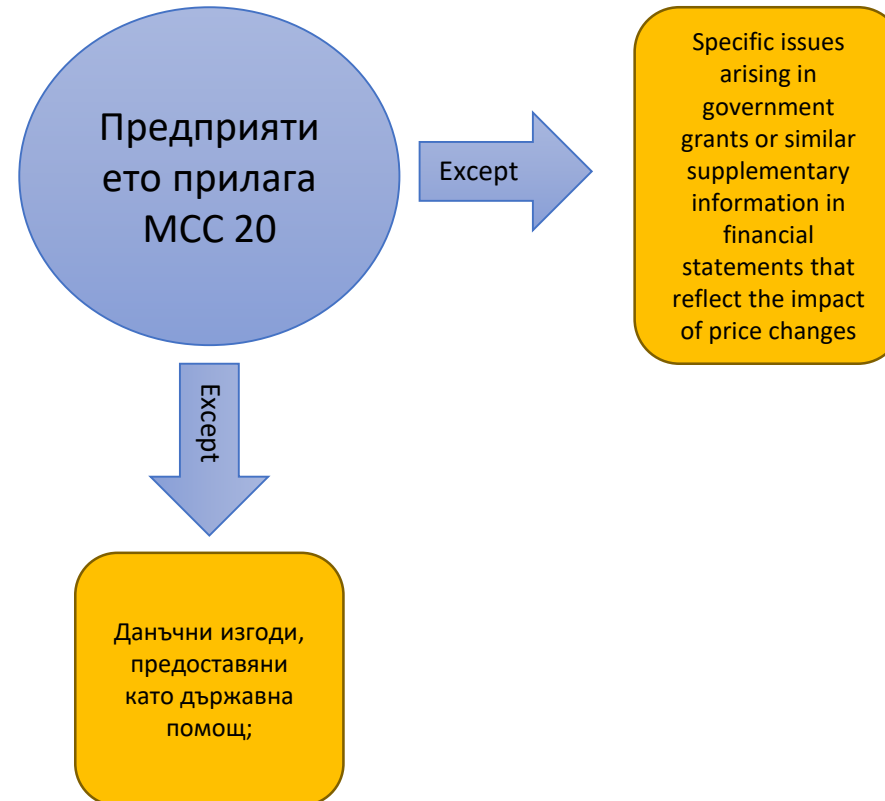 Предприяти
ето прилага
МСС 20
Except
Specific issues
arising in
government
grants or similar
supplementary
information in
financial
statements that
reflect the impact
of price changes
Except
Данъчни изгоди,
предоставяни
като държавна
помощ;